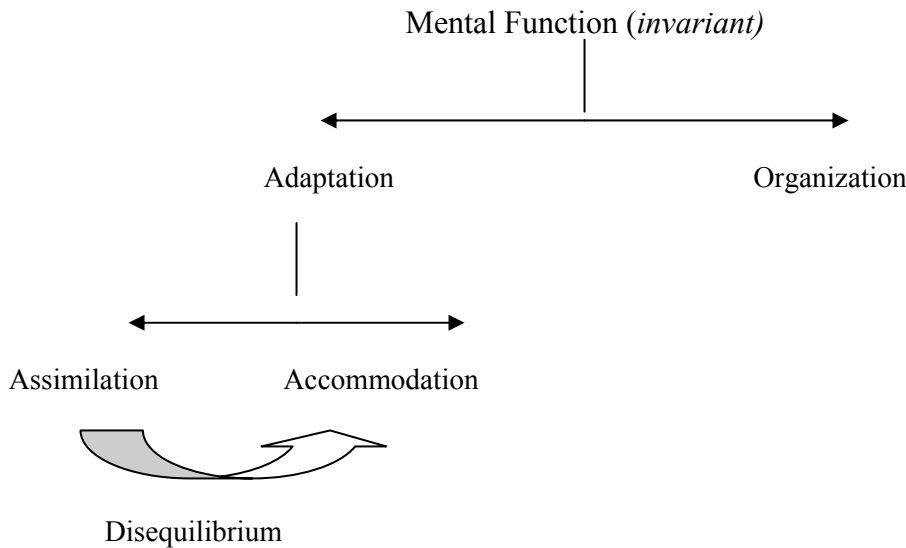 Mental Function (invariant)
Adaptation
Organization
Assimilation
Accommodation
Disequilibrium